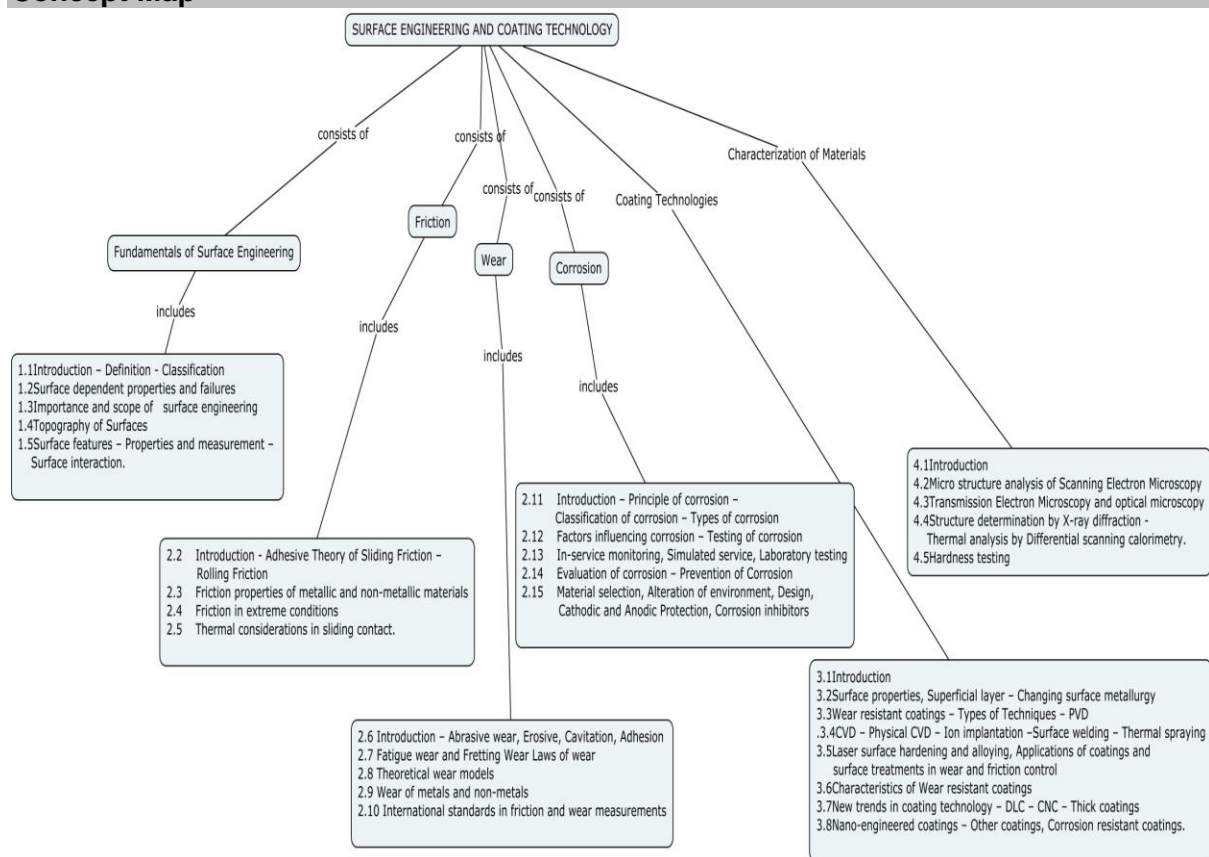 Concept Map
SURFACE ENGINEERING AND COATING TECHNOLOGY
consists of
consists of
Characterization of Materials
consists of
consists of
Coating Technologies
Friction
Fundamentals of Surface Engineering
Wear
Corrosion
includes
includes
includes
includes
1.1Introduction – Definition - Classification
1.2Surface dependent properties and failures
1.3Importance and scope of surface engineering
1.4Topography of Surfaces
1.5Surface features – Properties and measurement –
Surface interaction.
2.2 Introduction - Adhesive Theory of Sliding Friction –
Rolling Friction
2.3 Friction properties of metallic and non-metallic materials
2.4 Friction in extreme conditions
2.5 Thermal considerations in sliding contact.
2.6 Introduction – Abrasive wear, Erosive, Cavitation, Adhesion
2.7 Fatigue wear and Fretting Wear Laws of wear
2.8 Theoretical wear models
2.9 Wear of metals and non-metals
2.10 International standards in friction and wear measurements
2.11 Introduction – Principle of corrosion –
Classification of corrosion – Types of corrosion
2.12 Factors influencing corrosion – Testing of corrosion
2.13 In-service monitoring, Simulated service, Laboratory testing
2.14 Evaluation of corrosion – Prevention of Corrosion
2.15 Material selection, Alteration of environment, Design,
Cathodic and Anodic Protection, Corrosion inhibitors
3.1Introduction
3.2Surface properties, Superficial layer – Changing surface metallurgy
3.3Wear resistant coatings – Types of Techniques – PVD
.3.4CVD – Physical CVD – Ion implantation –Surface welding – Thermal spraying
3.5Laser surface hardening and alloying, Applications of coatings and
surface treatments in wear and friction control
3.6Characteristics of Wear resistant coatings
3.7New trends in coating technology – DLC – CNC – Thick coatings
3.8Nano-engineered coatings – Other coatings, Corrosion resistant coatings.
4.1Introduction
4.2Micro structure analysis of Scanning Electron Microscopy
4.3Transmission Electron Microscopy and optical microscopy
4.4Structure determination by X-ray diffraction -
Thermal analysis by Differential scanning calorimetry.
4.5Hardness testing